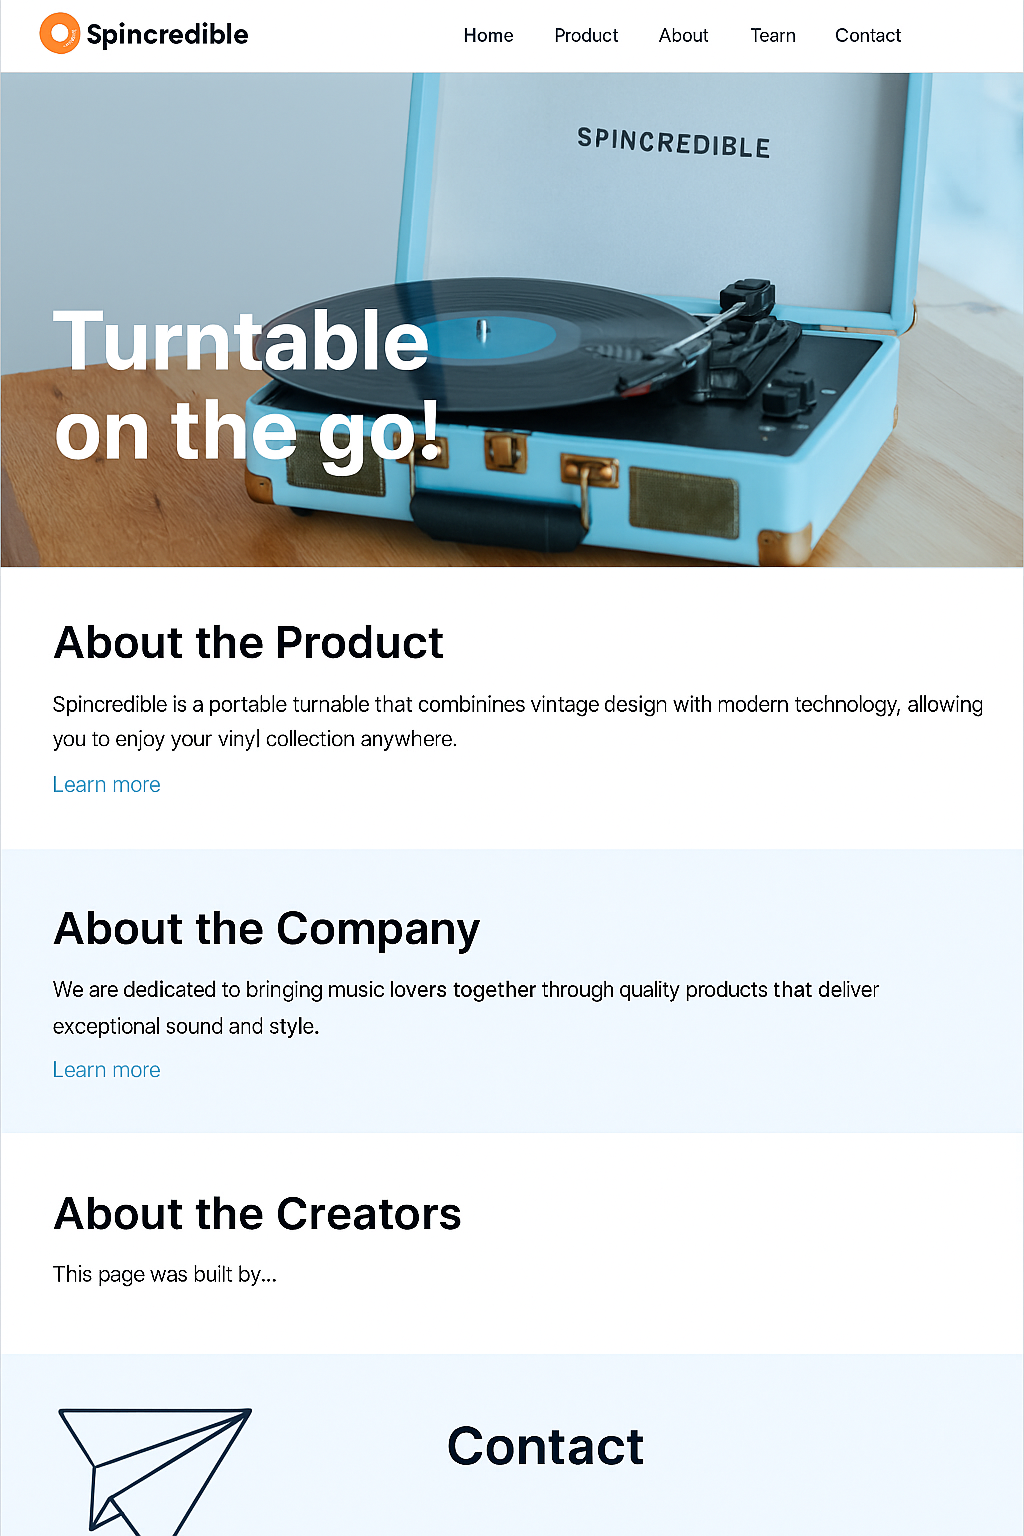 Spincredible
Home Product About Tearn Contact
SPINCREDIBLE
Turntable
on the go!
About the Product
Spincredible is a portable turnable that combinines vintage design with modern technology, allowing
you to enjoy your vinyl collection anywhere.
Learn more
About the Company
We are dedicated to bringing music lovers together through quality products that deliver
exceptional sound and style.
Learn more
About the Creators
This page was built by...
Contact